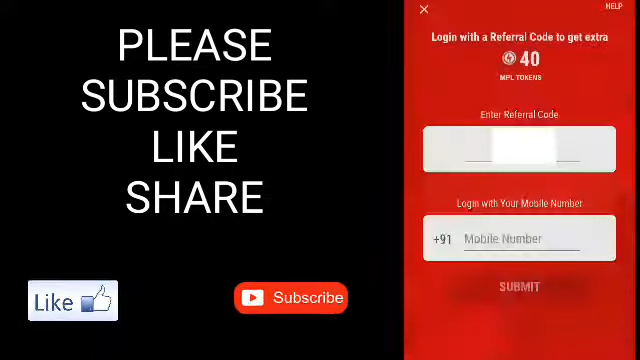 PLEASE
SUBSCRIBE
LIKE
SHARE
Like
Subscribe
HELP
Login with a Referral Code to get extra
40
MPL TOKENS
Enter Referral Code
Login with Your Mobile Number
+91 Mobile Number
SUBMIT